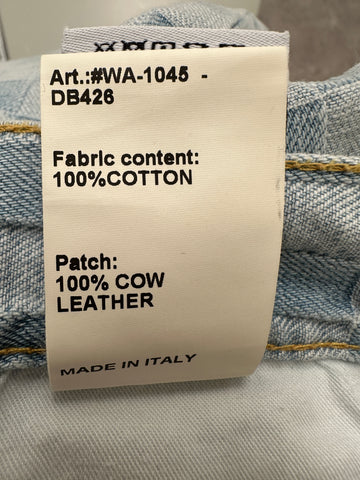 Art.:#WA-1045 -
DB426
Fabric content:
100%COTTON
Patch:
100% COW
LEATHER
MADE IN ITALY